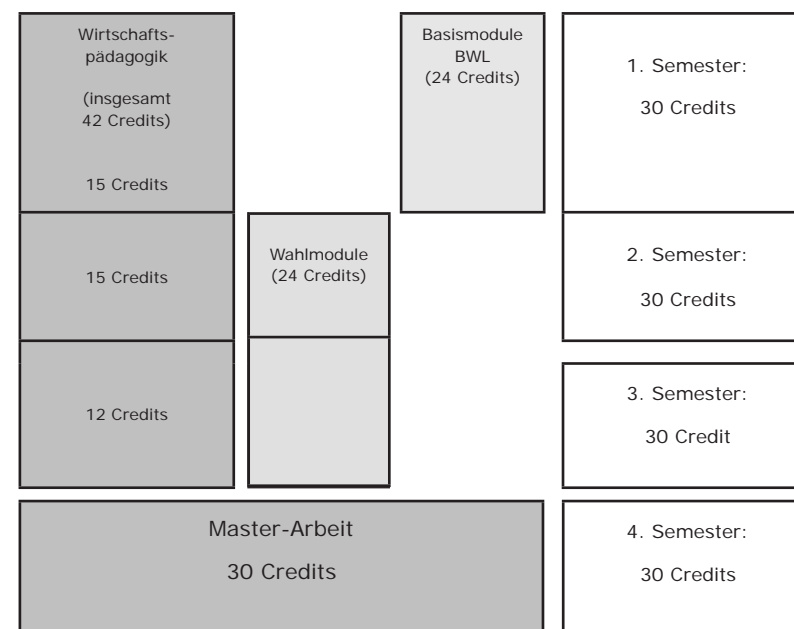 Wirtschafts-
pädagogik
(insgesamt
42 Credits)
15 Credits
Basismodule
BWL
(24 Credits)
1. Semester:
30 Credits
15 Credits
Wahlmodule
(24 Credits)
2. Semester:
30 Credits
12 Credits
3. Semester:
30 Credit
Master-Arbeit
30 Credits
4. Semester:
30 Credits